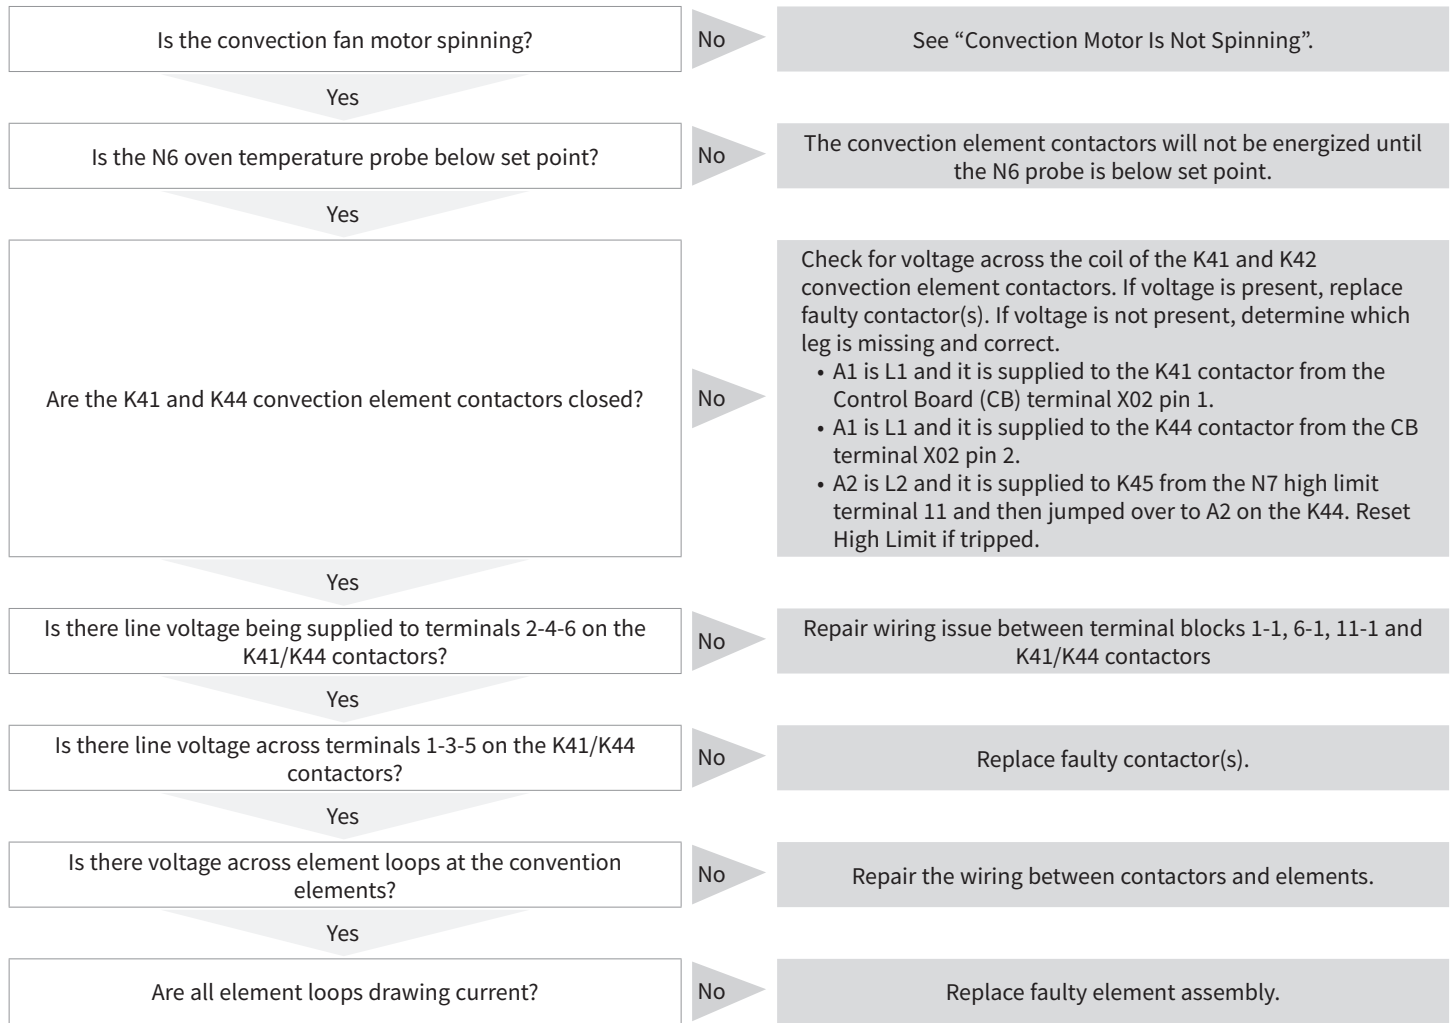 Is the convection fan motor spinning?
No
See “Convection Motor Is Not Spinning”.
Yes
Is the N6 oven temperature probe below set point?
No
The convection element contactors will not be energized until
the N6 probe is below set point.
Yes
Are the K41 and K44 convection element contactors closed?
No
Check for voltage across the coil of the K41 and K42
convection element contactors. If voltage is present, replace
faulty contactor(s). If voltage is not present, determine which
leg is missing and correct.
• A1 is L1 and it is supplied to the K41 contactor from the
Control Board (CB) terminal X02 pin 1.
• A1 is L1 and it is supplied to the K44 contactor from the CB
terminal X02 pin 2.
• A2 is L2 and it is supplied to K45 from the N7 high limit
terminal 11 and then jumped over to A2 on the K44. Reset
High Limit if tripped.
Yes
Is there line voltage being supplied to terminals 2-4-6 on the
K41/K44 contactors?
No
Repair wiring issue between terminal blocks 1-1, 6-1, 11-1 and
K41/K44 contactors
Yes
Is there line voltage across terminals 1-3-5 on the K41/K44
contactors?
No
Replace faulty contactor(s).
Yes
Is there voltage across element loops at the convention
elements?
No
Repair the wiring between contactors and elements.
Yes
Are all element loops drawing current?
No
Replace faulty element assembly.